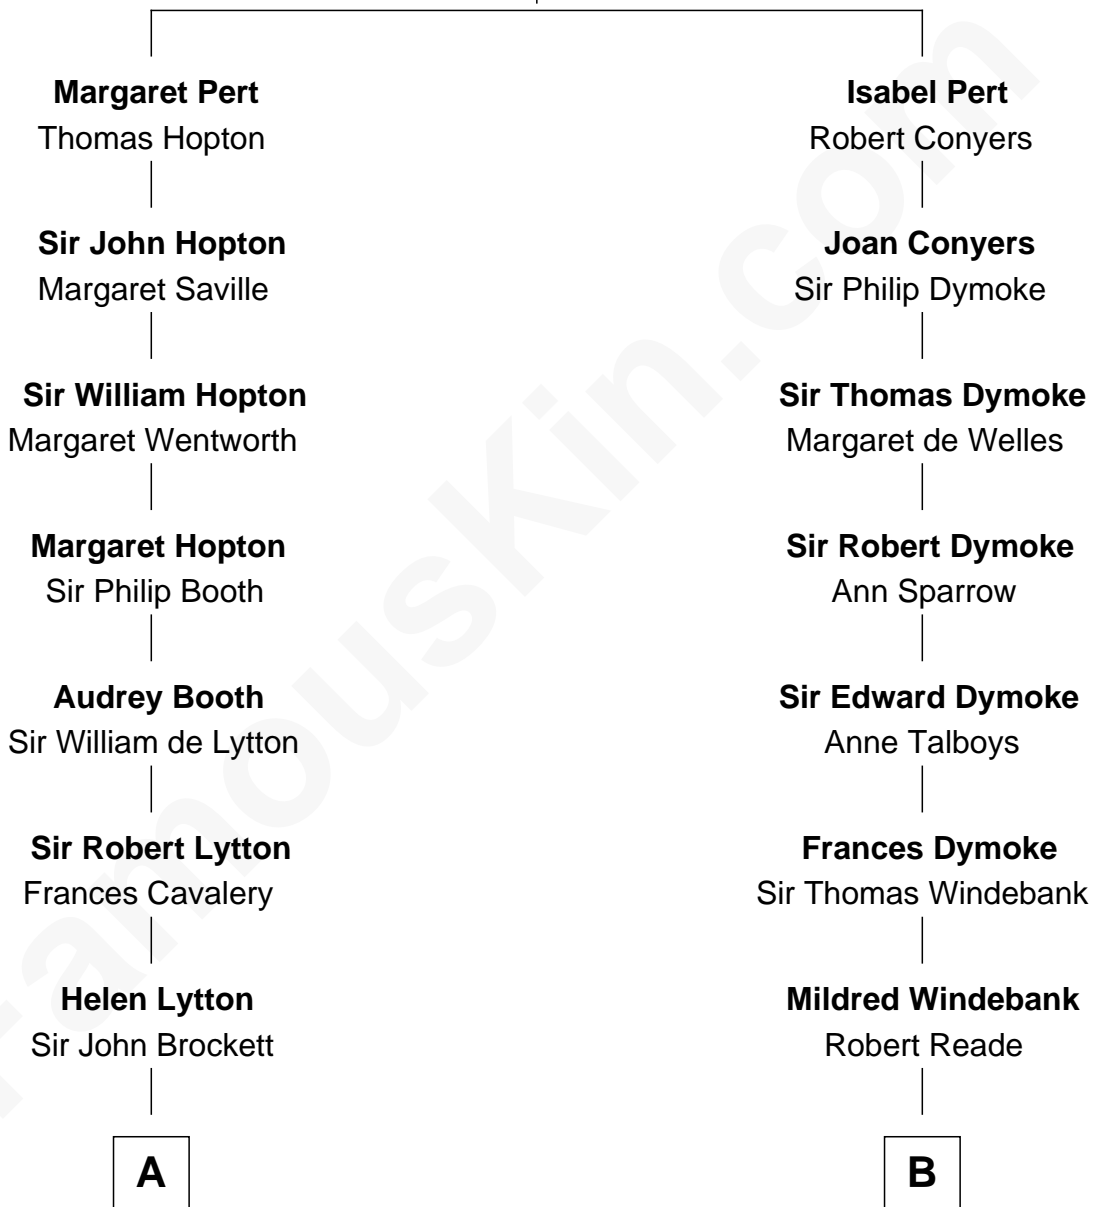 Margaret Pert
Thomas Hopton
Sir John Hopton
Margaret Saville
Sir William Hopton
Margaret Wentworth
Margaret Hopton
Sir Philip Booth
Audrey Booth
Sir William de Lytton
Sir Robert Lytton
Frances Cavalery
Helen Lytton
Sir John Brockett
A
Isabel Pert
Robert Conyers
Joan Conyers
Sir Philip Dymoke
Sir Thomas Dymoke
Margaret de Welles
Sir Robert Dymoke
Ann Sparrow
Sir Edward Dymoke
Anne Talboys
Frances Dymoke
Sir Thomas Windebank
Mildred Windebank
Robert Reade
B
FamousKin.com